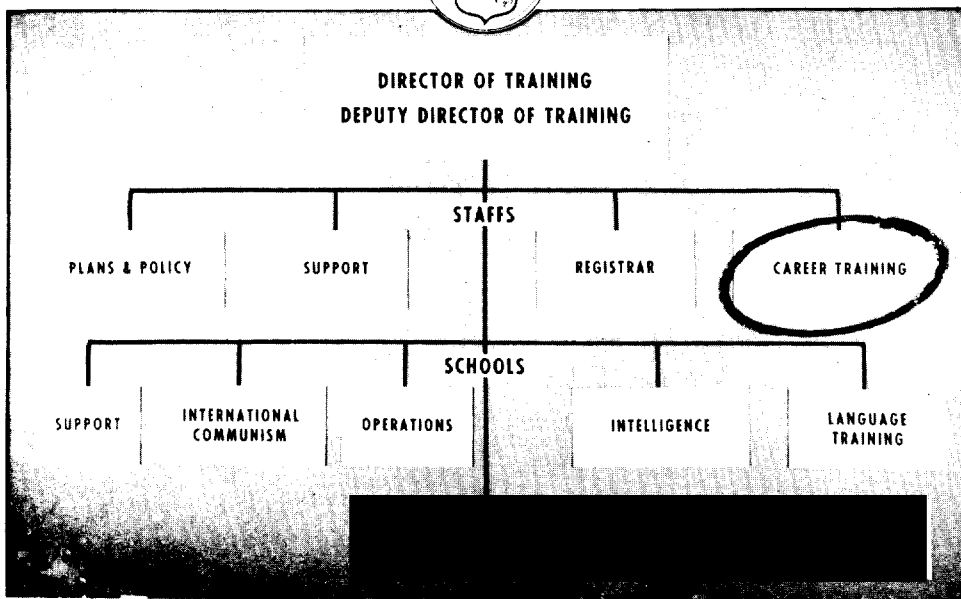 DIRECTOR OF TRAINING
DEPUTY DIRECTOR OF TRAINING
STAFFS
PLANS & POLICY
SUPPORT
REGISTRAR
CAREER TRAINING
SCHOOLS
SUPPORT
INTERNATIONAL
COMMUNISM
OPERATIONS
INTELLIGENCE
LANGUAGE
TRAINING